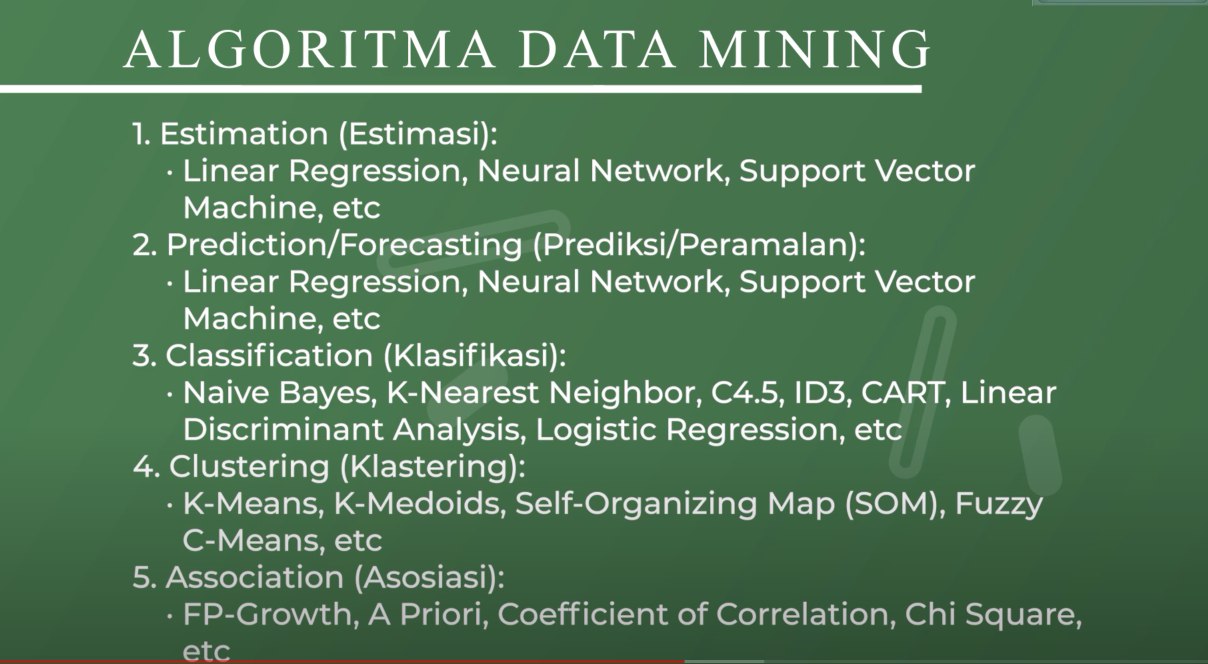 ALGORITMA DATA MINING
1. Estimation (Estimasi):
· Linear Regression, Neural Network, Support Vector
Machine, etc
2. Prediction/Forecasting (Prediksi/Peramalan):
· Linear Regression, Neural Network, Support Vector
Machine, etc
3. Classification (Klasifikasi):
· Naive Bayes, K-Nearest Neighbor, C4.5, ID3, CART, Linear
Discriminant Analysis, Logistic Regression, etc
4. Clustering (Klastering):
· K-Means, K-Medoids, Self-Organizing Map (SOM), Fuzzy
C-Means, etc
5. Association (Asosiasi):
· FP-Growth, A Priori, Coefficient of Correlation, Chi Square,
etc